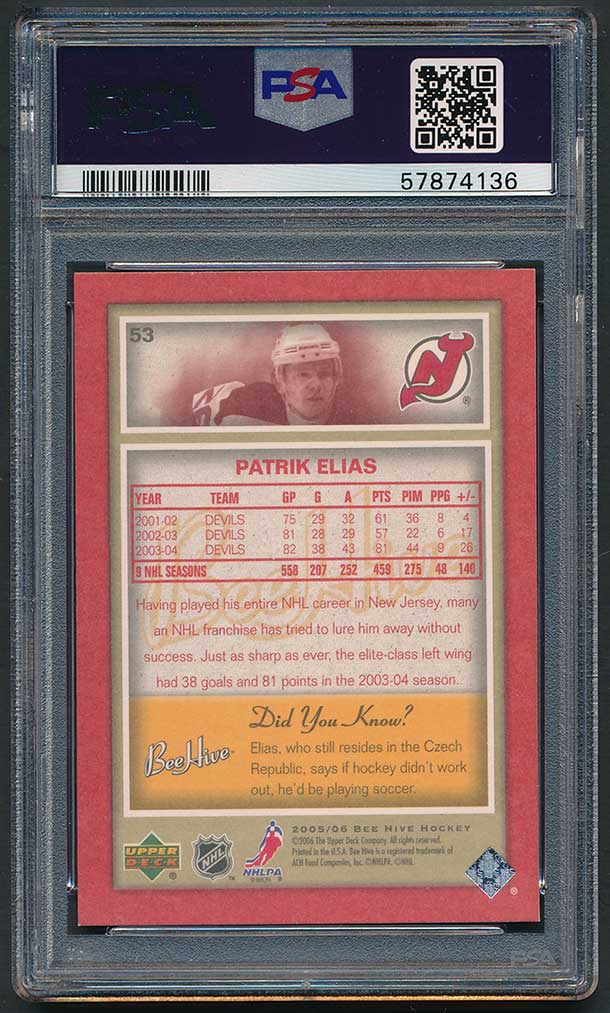 PSA
PSA
57874136
53
NJ
PATRIK ELIAS
YEAR TEAM GP G A PTS PIM PPG +/-
2001-02 DEVILS 75 29 32 61 36 8 4
2002-03 DEVILS 81 28 29 57 22 6 17
2003-04 DEVILS 82 38 43 81 44 9 26
9 NHL SEASONS 558 207 252 459 275 48 140
BeeHive
Having played his entire NHL career in New Jersey, many
an NHL franchise has tried to lure him away without
success. Just as sharp as ever, the elite-class left wing
had 38 goals and 81 points in the 2003-04 season.
Did You Know?
BeeHive™
Elias, who still resides in the Czech
Republic, says if hockey didn't work
out, he'd be playing soccer.
2005/06 BEE HIVE HOCKEY
©2006 The Upper Deck Company. All rights reserved.
Printed in the U.S.A. Bee Hive is a registered trademark of
ACH Food Companies, Inc. ©NHLPA. ©NHL.
UPPER
DECK
NHL
NHLPA
PSA